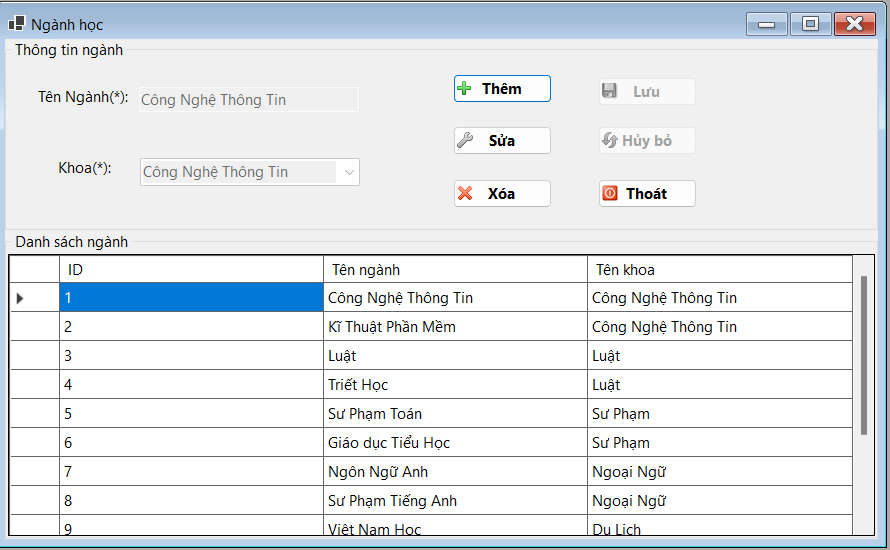 Ngành học
Thông tin ngành
Tên Ngành(*): Công Nghệ Thông Tin Thêm Lưu
Sửa Hủy bỏ
Khoa(*): Công Nghệ Thông Tin
Xóa Thoát
Danh sách ngành
ID Tên ngành Tên khoa
1 Công Nghệ Thông Tin Công Nghệ Thông Tin
2 Kĩ Thuật Phần Mềm Công Nghệ Thông Tin
3 Luật Luật
4 Triết Học Luật
5 Sư Phạm Toán Sư Phạm
6 Giáo dục Tiểu Học Sư Phạm
7 Ngôn Ngữ Anh Ngoại Ngữ
8 Sư Phạm Tiếng Anh Ngoại Ngữ
9 Việt Nam Học Du Lịch